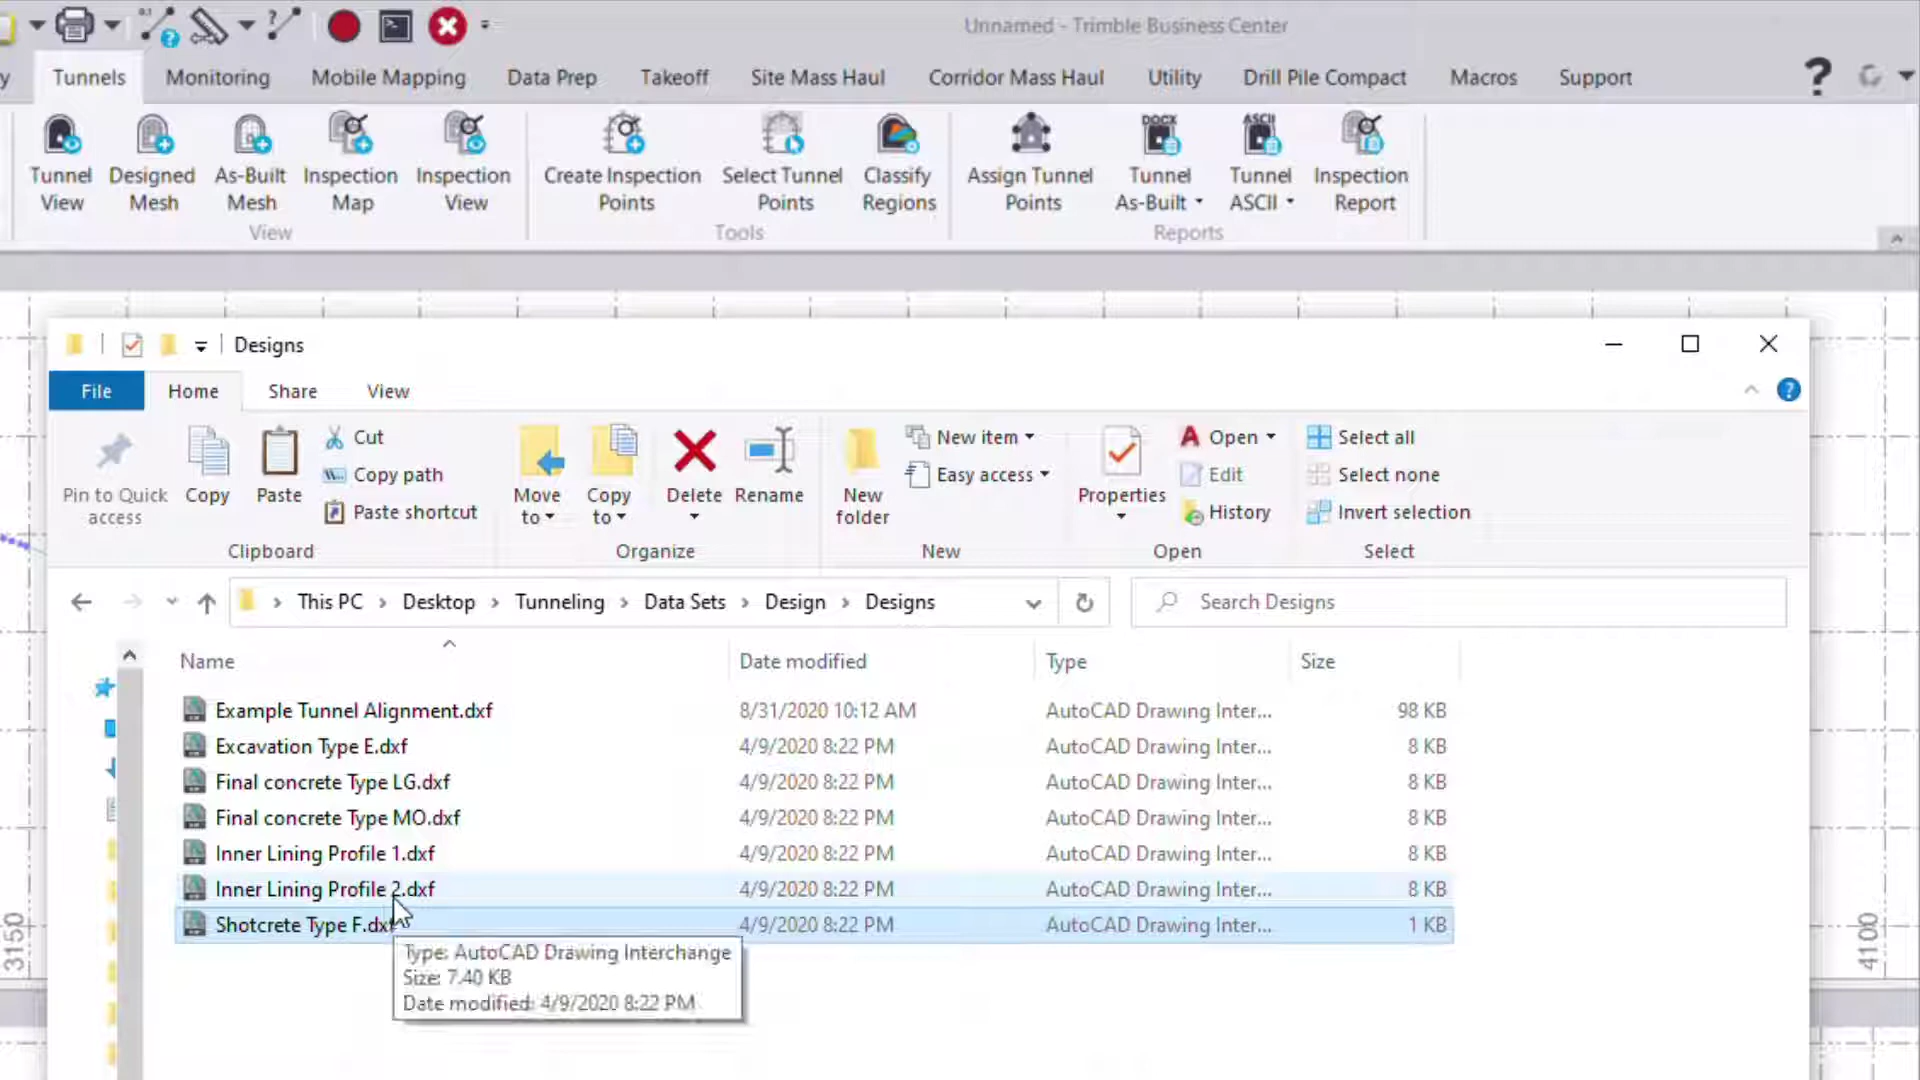 Unnamed - Trimble Business Center
Tunnels Monitoring Mobile Mapping Data Prep Takeoff Site Mass Haul Corridor Mass Haul Utility Drill Pile Compact Macros Support
Tunnel View
Designed Mesh
As-Built Mesh
Inspection Map
Inspection View
Create Inspection Points
Select Tunnel Points
Classify Regions
Assign Tunnel Points
DOCX
Tunnel As-Built
ASCII
Tunnel ASCII
Inspection Report
View Tools Reports
Designs
File Home Share View
Pin to Quick access
Copy
Paste
Cut
Copy path
Paste shortcut
Move to
Copy to
Delete
Rename
New folder
New item
Easy access
Properties
Open
Edit
History
Select all
Select none
Invert selection
Clipboard Organize New Open Select
This PC › Desktop › Tunneling › Data Sets › Design › Designs
Search Designs
Name Date modified Type Size
Example Tunnel Alignment.dxf 8/31/2020 10:12 AM AutoCAD Drawing Inter... 98 KB
Excavation Type E.dxf 4/9/2020 8:22 PM AutoCAD Drawing Inter... 8 KB
Final concrete Type LG.dxf 4/9/2020 8:22 PM AutoCAD Drawing Inter... 8 KB
Final concrete Type MO.dxf 4/9/2020 8:22 PM AutoCAD Drawing Inter... 8 KB
Inner Lining Profile 1.dxf 4/9/2020 8:22 PM AutoCAD Drawing Inter... 8 KB
Inner Lining Profile 2.dxf 4/9/2020 8:22 PM AutoCAD Drawing Inter... 8 KB
Shotcrete Type F.dxf 4/9/2020 8:22 PM AutoCAD Drawing Inter... 1 KB
Type: AutoCAD Drawing Interchange
Size: 7.40 KB
Date modified: 4/9/2020 8:22 PM
3150
4100